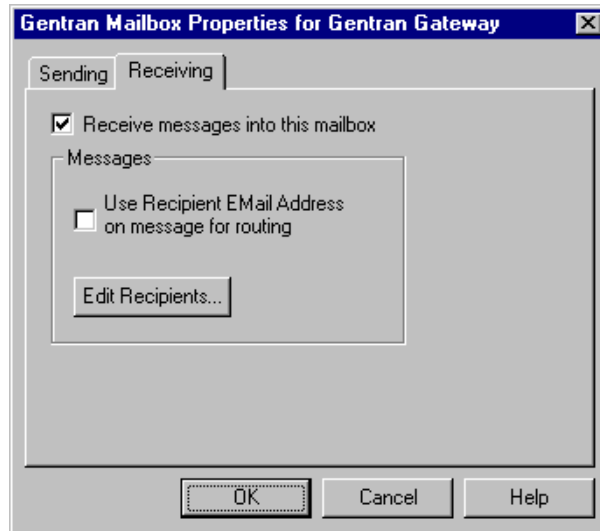 Gentran Mailbox Properties for Gentran Gateway
Sending Receiving
Receive messages into this mailbox
Messages
Use Recipient EMail Address
on message for routing
Edit Recipients...
OK Cancel Help